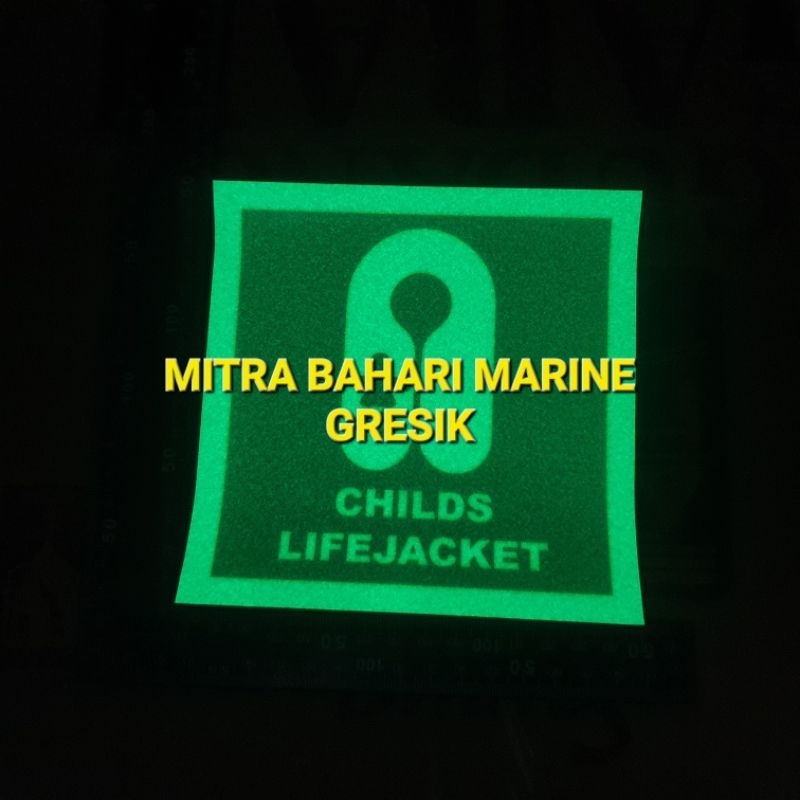 MITRA BAHARI MARINE
GRESIK
CHILDS
LIFEJACKET